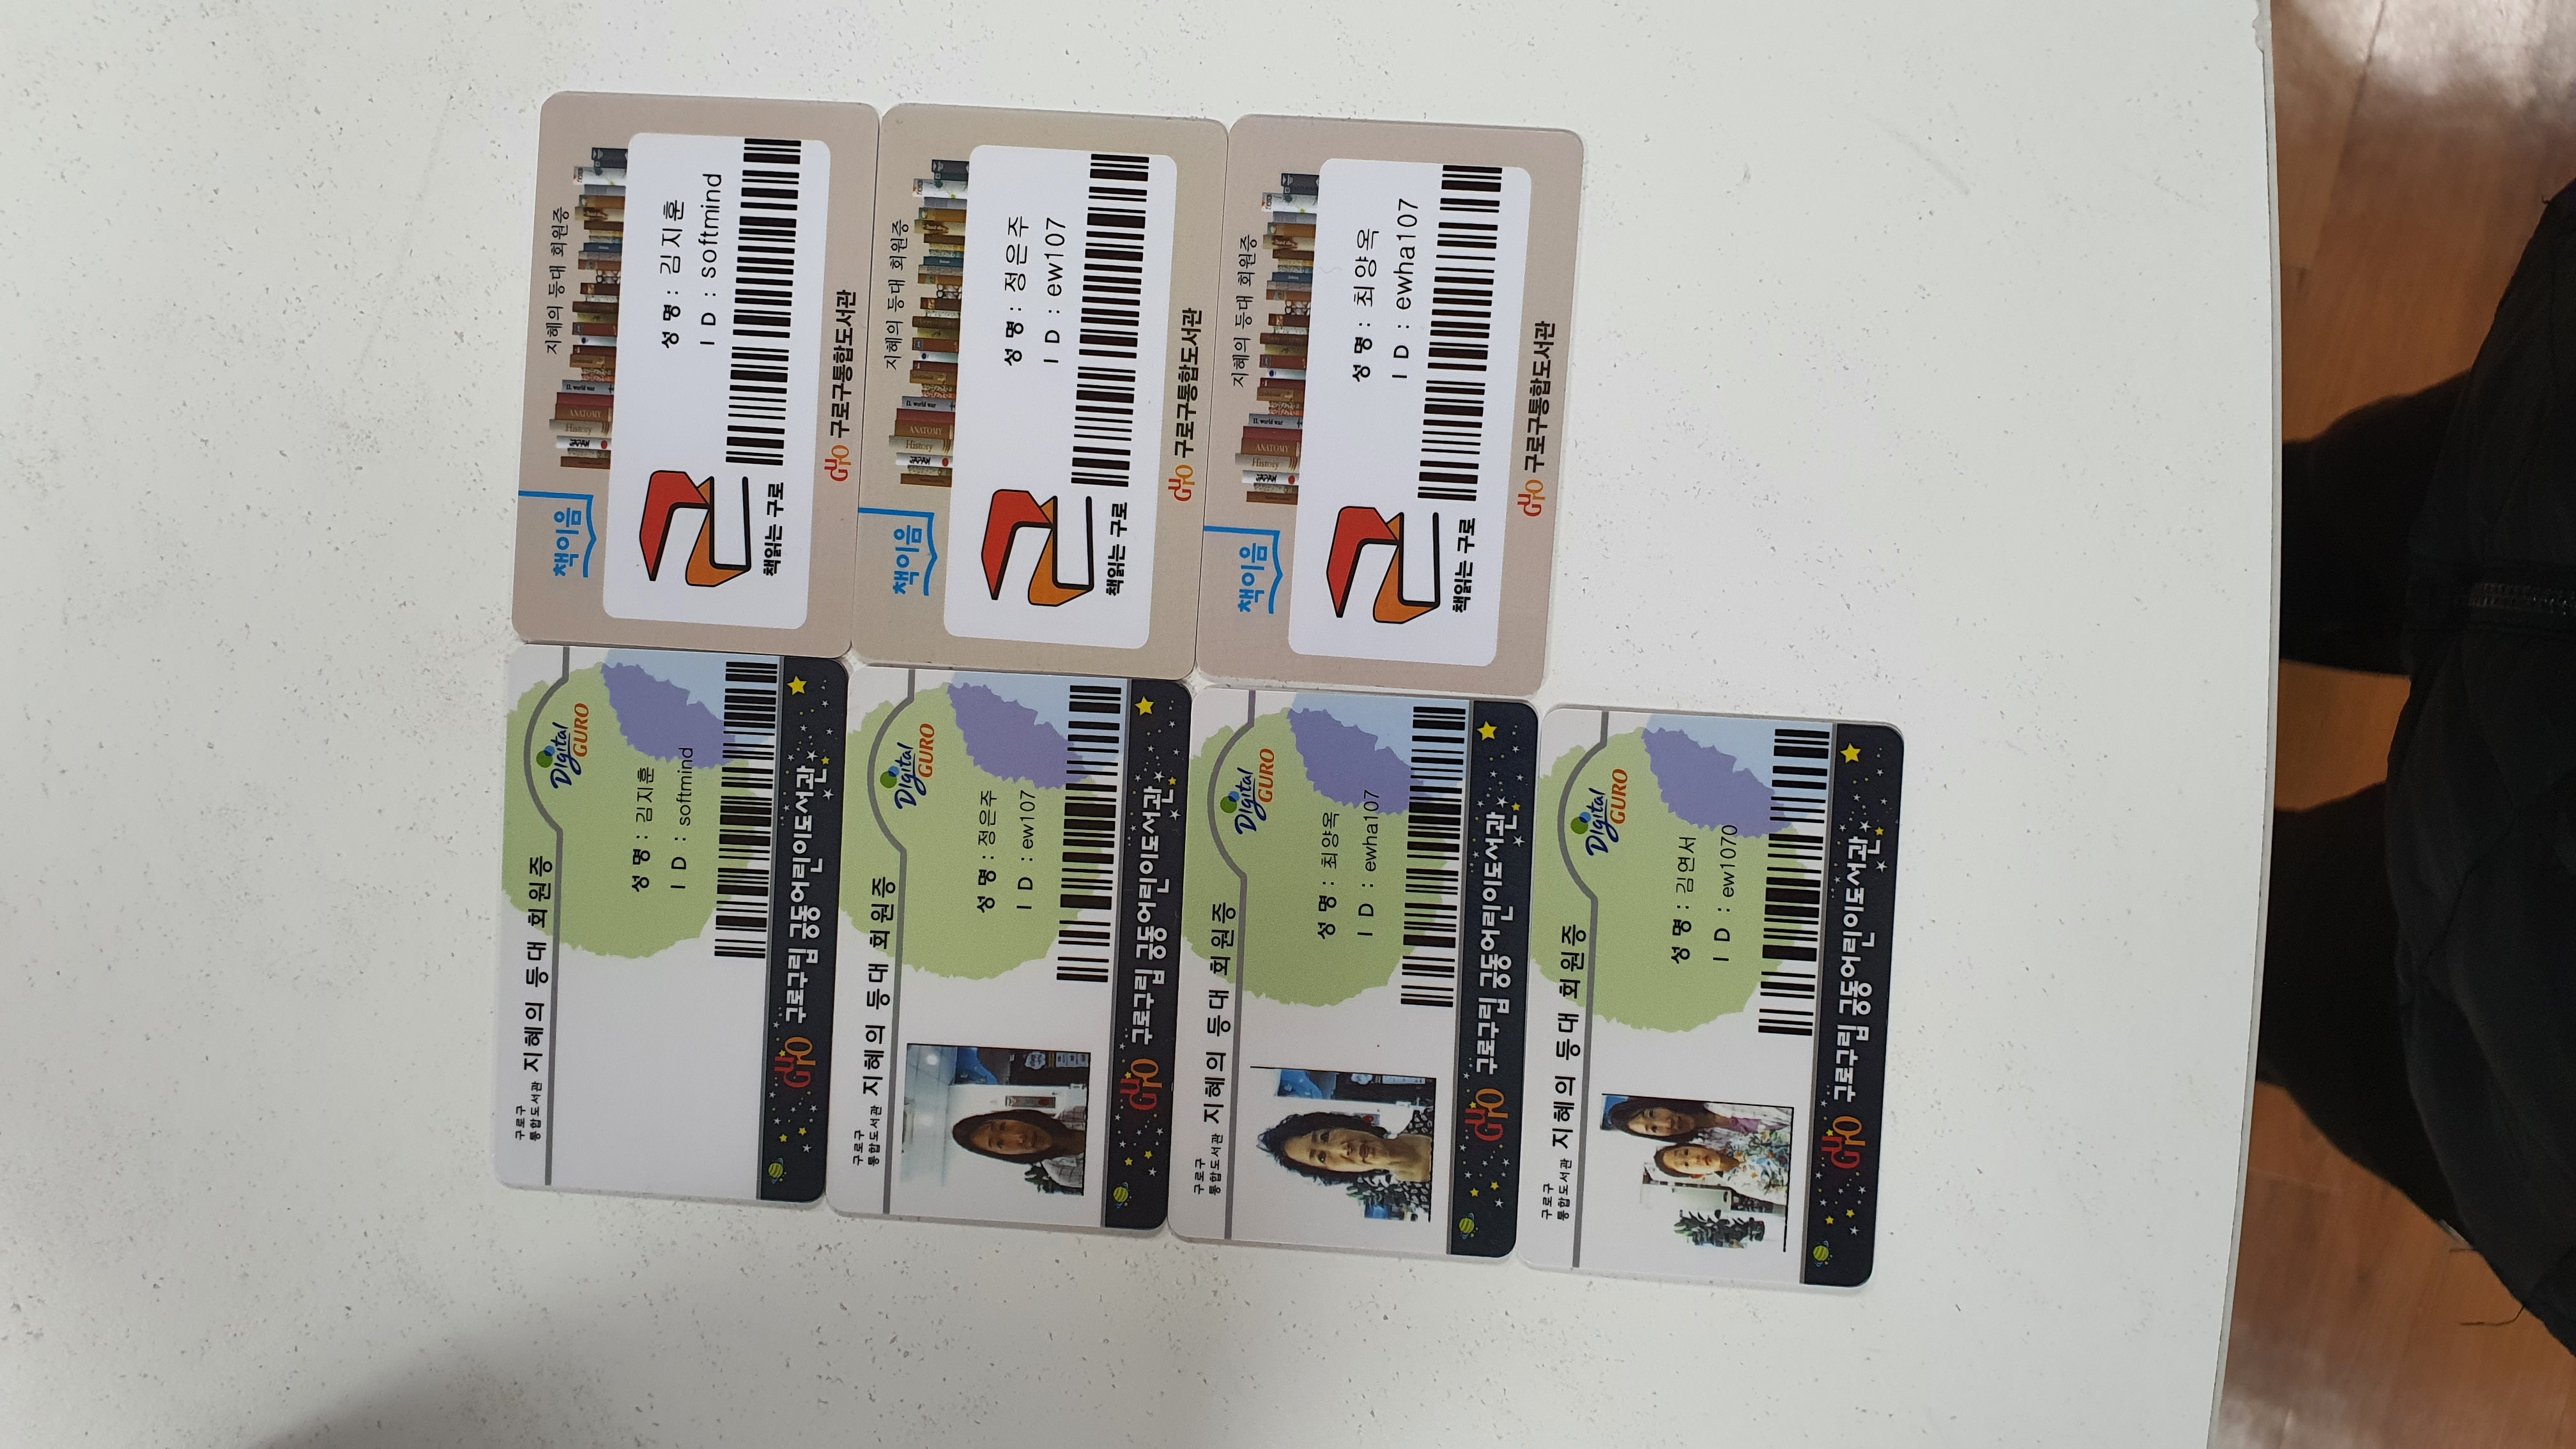 구로구
통합도서관 지혜의 등대 회원증
Digital
GURO
성 명 : 김지훈
I D : softmind
GurO 구로구립 궁동어린이도서관
책이음
지혜의 등대 회원증
성 명 : 김지훈
I D : softmind
책읽는 구로
GurO 구로구통합도서관
구로구
통합도서관 지혜의 등대 회원증
Digital
GURO
성 명 : 정은주
I D : ew107
GurO 구로구립 궁동어린이도서관
책이음
지혜의 등대 회원증
성 명 : 정은주
I D : ew107
책읽는 구로
GurO 구로구통합도서관
구로구
통합도서관 지혜의 등대 회원증
Digital
GURO
성 명 : 최양옥
I D : ewha107
GurO 구로구립 궁동어린이도서관
책이음
지혜의 등대 회원증
성 명 : 최양옥
I D : ewha107
책읽는 구로
GurO 구로구통합도서관
구로구
통합도서관 지혜의 등대 회원증
Digital
GURO
성 명 : 김연서
I D : ew1070
GurO 구로구립 궁동어린이도서관